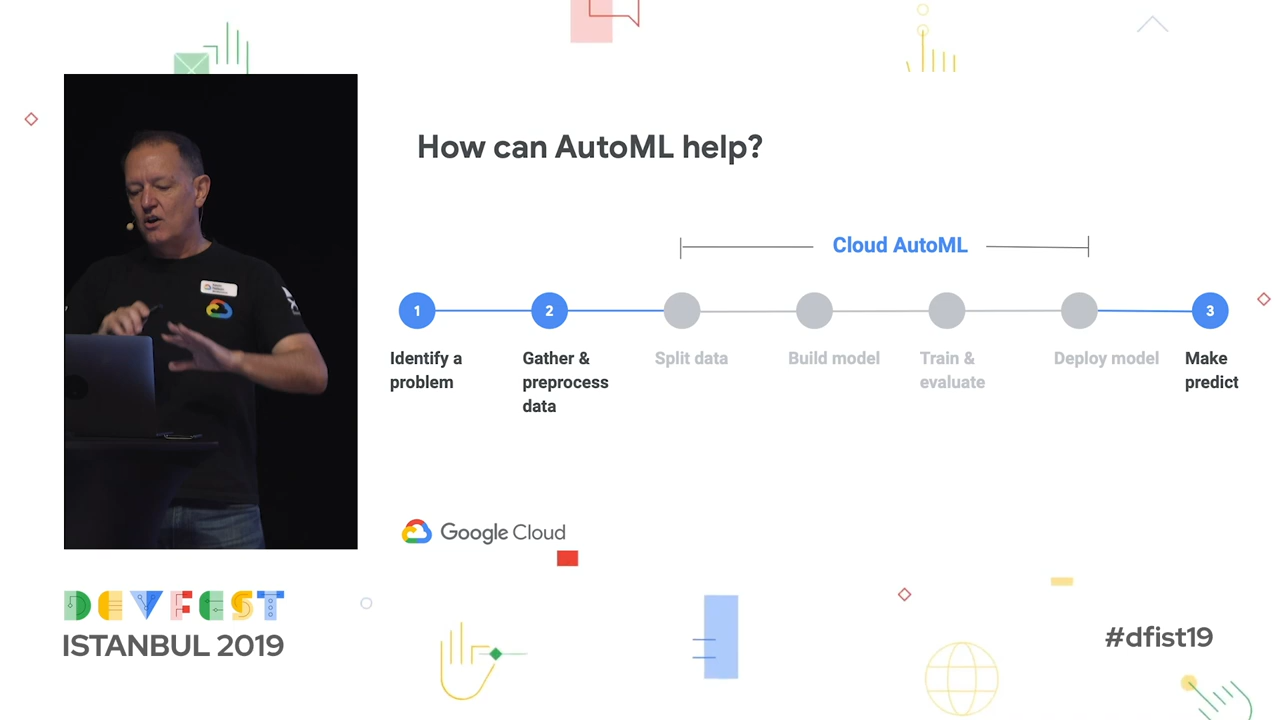 How can AutoML help?
Cloud AutoML
1
2
3
Identify a
problem
Gather &
preprocess
data
Split data
Build model
Train &
evaluate
Deploy model
Make
predict
Google Cloud
DEVFEST
ISTANBUL 2019
#dfist19